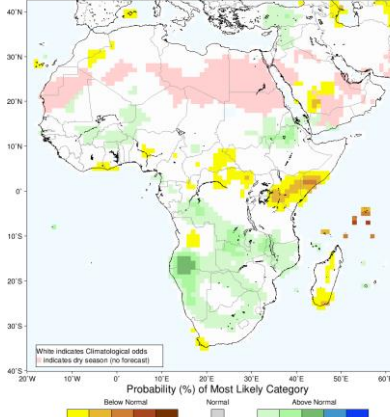 40°N
30°N
20°N
10°N
0°
10°S
20°S
30°S
40°S
20°W 10°W 0° 10°E 20°E 30°E 40°E 50°E 60°
White indicates Climatological odds
indicates dry season (no forecast)
Probability (%) of Most Likely Category
Below Normal Normal Above Normal